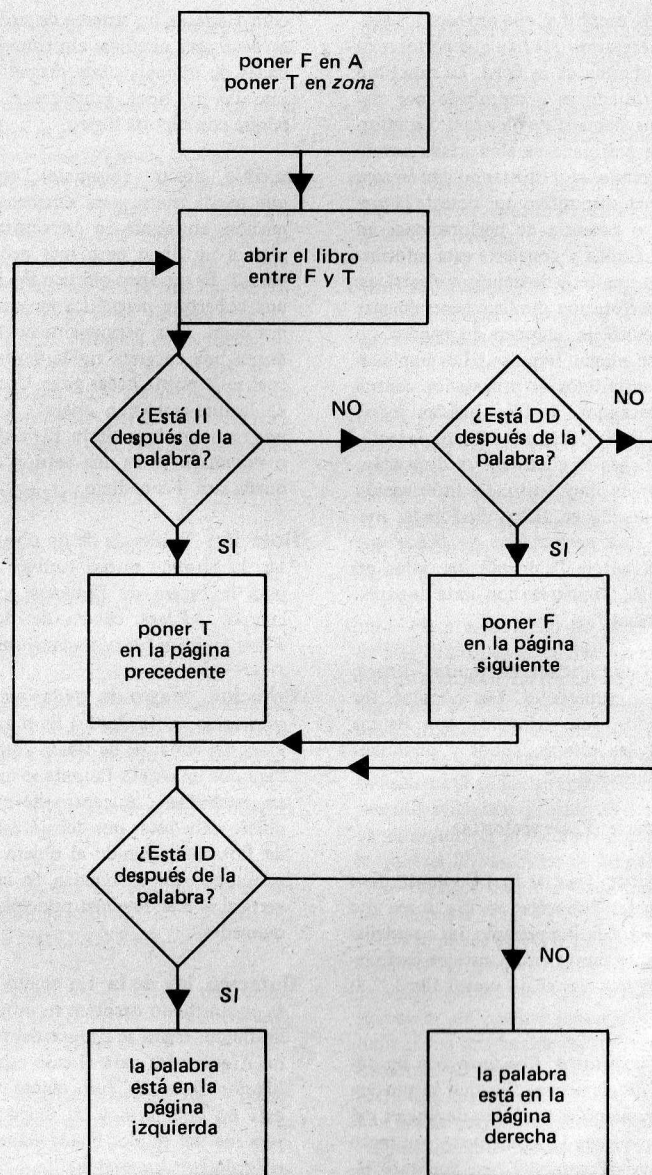 poner F en A
poner T en zona
abrir el libro
entre F y T
¿Está II
después de la
palabra?
NO
¿Está DD
después de la
palabra?
NO
SI
SI
poner T
en la página
precedente
poner F
en la página
siguiente
¿Está ID
después de la
palabra?
NO
SI
la palabra
está en la
página
izquierda
la palabra
está en la
página
derecha